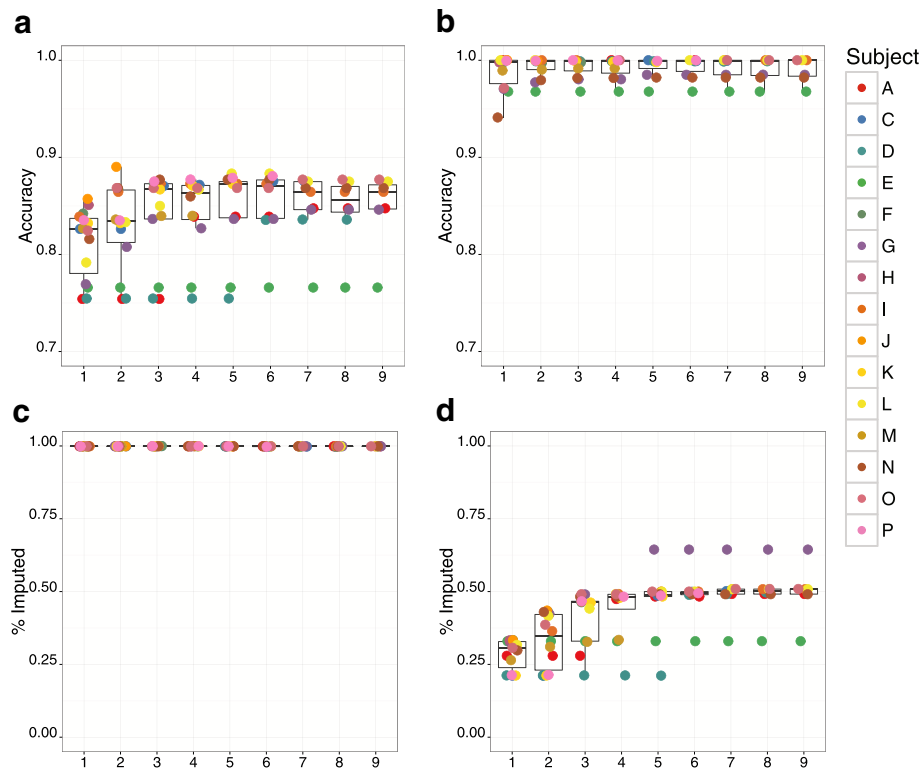 a
Accuracy
1.0
0.9
0.8
0.7
1 2 3 4 5 6 7 8 9
b
Accuracy
1.0
0.9
0.8
0.7
1 2 3 4 5 6 7 8 9
Subject
A
C
D
E
F
G
H
I
J
K
L
M
N
O
P
c
% Imputed
1.00
0.75
0.50
0.25
0.00
1 2 3 4 5 6 7 8 9
d
% Imputed
1.00
0.75
0.50
0.25
0.00
1 2 3 4 5 6 7 8 9